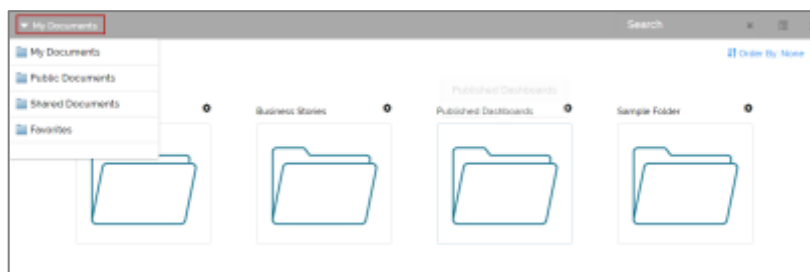 My Documents
Search
My Documents
Order By: None
Public Documents
Shared Documents
Favorites
Published Dashboards
Business Stories
Published Dashboards
Sample Folder